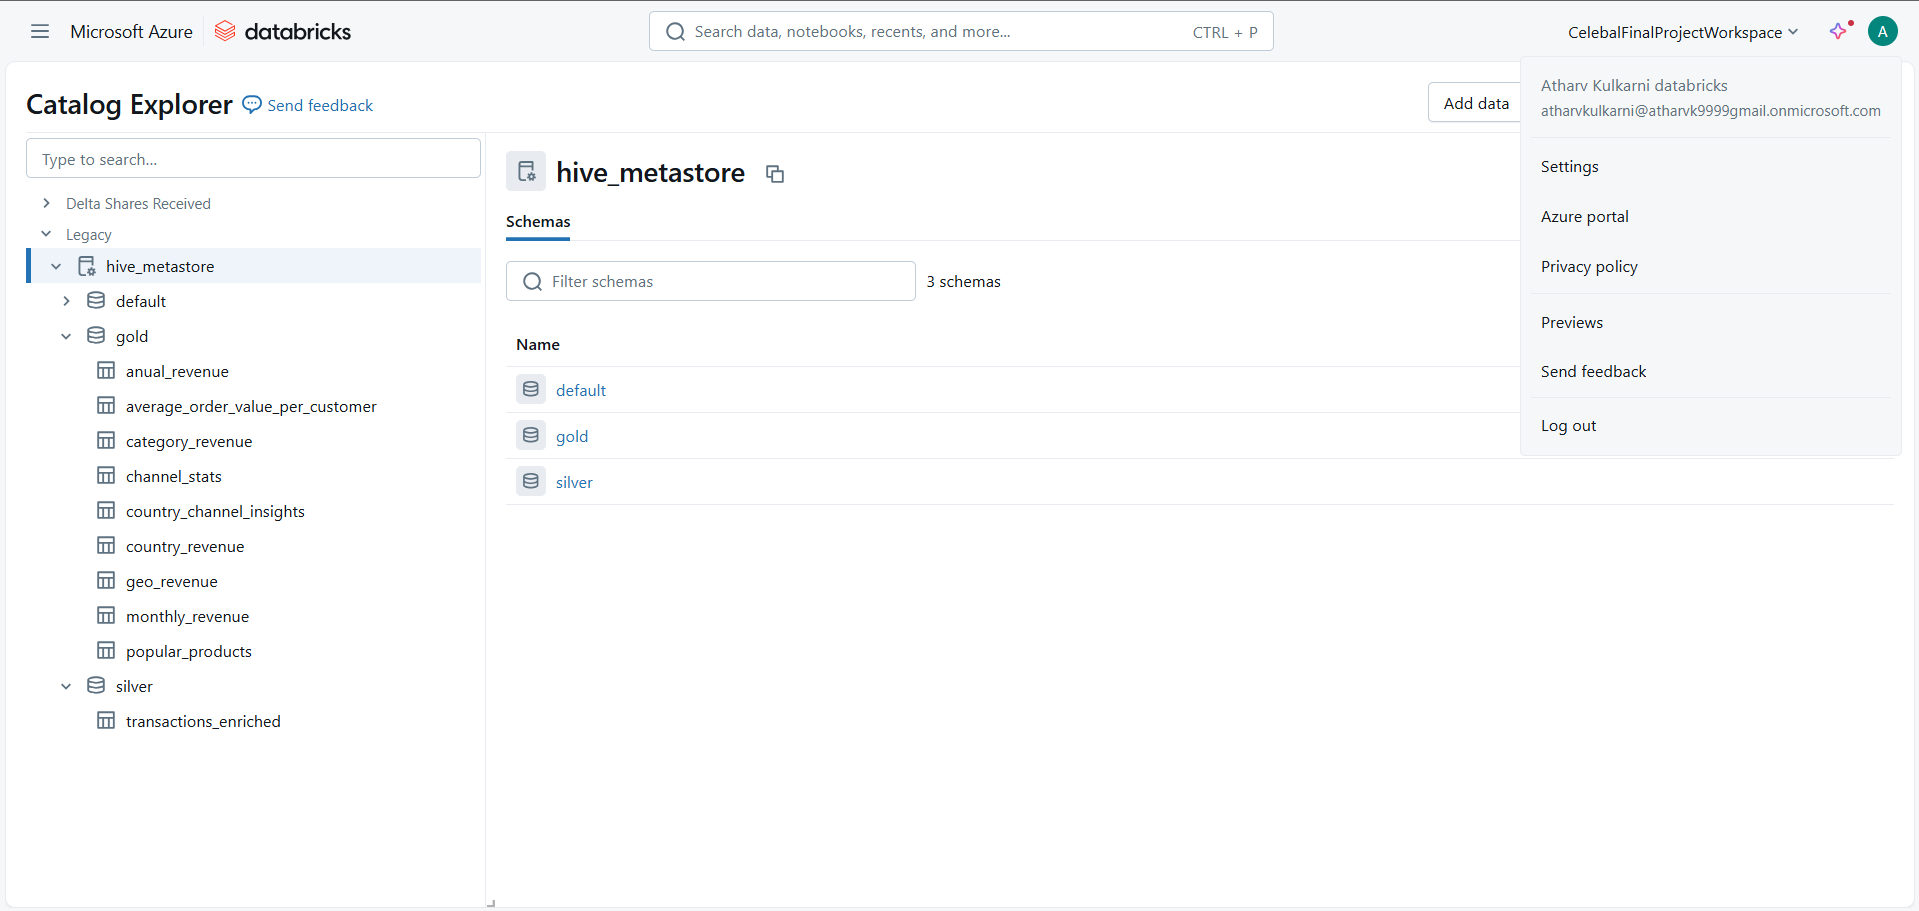 Microsoft Azure databricks
Search data, notebooks, recents, and more... CTRL + P
CelebalFinalProjectWorkspace
A
Catalog Explorer Send feedback
Add data
Type to search...
Delta Shares Received
Legacy
hive_metastore
default
gold
anual_revenue
average_order_value_per_customer
category_revenue
channel_stats
country_channel_insights
country_revenue
geo_revenue
monthly_revenue
popular_products
silver
transactions_enriched
hive_metastore
Schemas
Filter schemas 3 schemas
Name
default
gold
silver
Atharv Kulkarni databricks
atharvkulkarni@atharvk9999gmail.onmicrosoft.com
Settings
Azure portal
Privacy policy
Previews
Send feedback
Log out